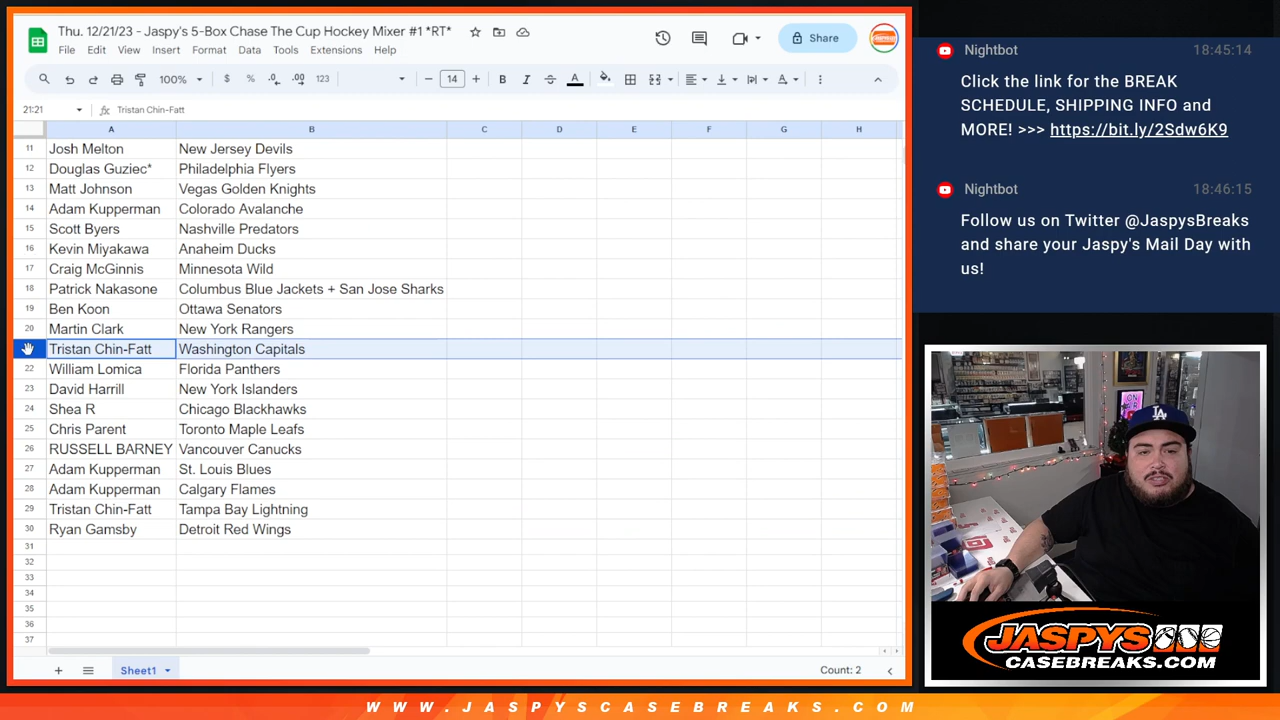 Thu. 12/21/23 - Jaspy's 5-Box Chase The Cup Hockey Mixer #1 *RT*
File Edit View Insert Format Data Tools Extensions Help
Share
100% $ % .0 .00 123 14 B I A
21:21 fx Tristan Chin-Fatt
A B C D E F G H
11 Josh Melton New Jersey Devils
12 Douglas Guziec* Philadelphia Flyers
13 Matt Johnson Vegas Golden Knights
14 Adam Kupperman Colorado Avalanche
15 Scott Byers Nashville Predators
16 Kevin Miyakawa Anaheim Ducks
17 Craig McGinnis Minnesota Wild
18 Patrick Nakasone Columbus Blue Jackets + San Jose Sharks
19 Ben Koon Ottawa Senators
20 Martin Clark New York Rangers
Tristan Chin-Fatt Washington Capitals
22 William Lomica Florida Panthers
23 David Harrill New York Islanders
24 Shea R Chicago Blackhawks
25 Chris Parent Toronto Maple Leafs
26 RUSSELL BARNEY Vancouver Canucks
27 Adam Kupperman St. Louis Blues
28 Adam Kupperman Calgary Flames
29 Tristan Chin-Fatt Tampa Bay Lightning
30 Ryan Gamsby Detroit Red Wings
31
32
33
34
35
36
37
Sheet1 Count: 2
Nightbot 18:45:14
Click the link for the BREAK
SCHEDULE, SHIPPING INFO and
MORE! >>> https://bit.ly/2Sdw6K9
Nightbot 18:46:15
Follow us on Twitter @JaspysBreaks
and share your Jaspy's Mail Day with
us!
LA
JASPYS
CASEBREAKS.COM
WWW.JASPYSCASEBREAKS.COM